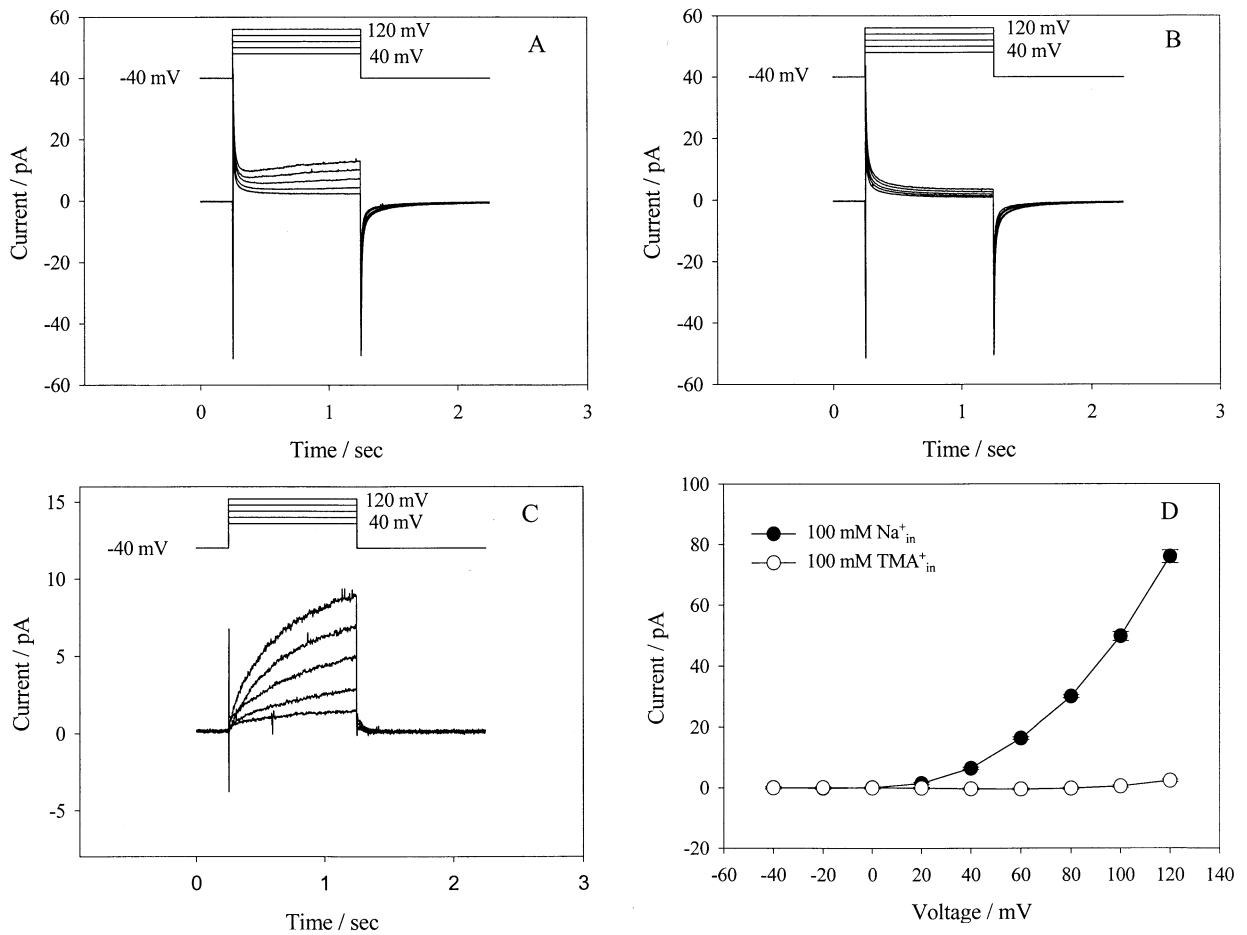 A
120 mV
40 mV
-40 mV
60
40
20
0
-20
-40
-60
Current / pA
0
1
2
3
Time / sec
B
120 mV
40 mV
-40 mV
60
40
20
0
-20
-40
-60
Current / pA
0
1
2
3
Time / sec
C
120 mV
40 mV
-40 mV
15
10
5
0
-5
Current / pA
0
1
2
3
Time / sec
D
100 mM Na⁺in
100 mM TMA⁺in
100
80
60
40
20
0
-20
Current / pA
-60 -40 -20 0 20 40 60 80 100 120 140
Voltage / mV